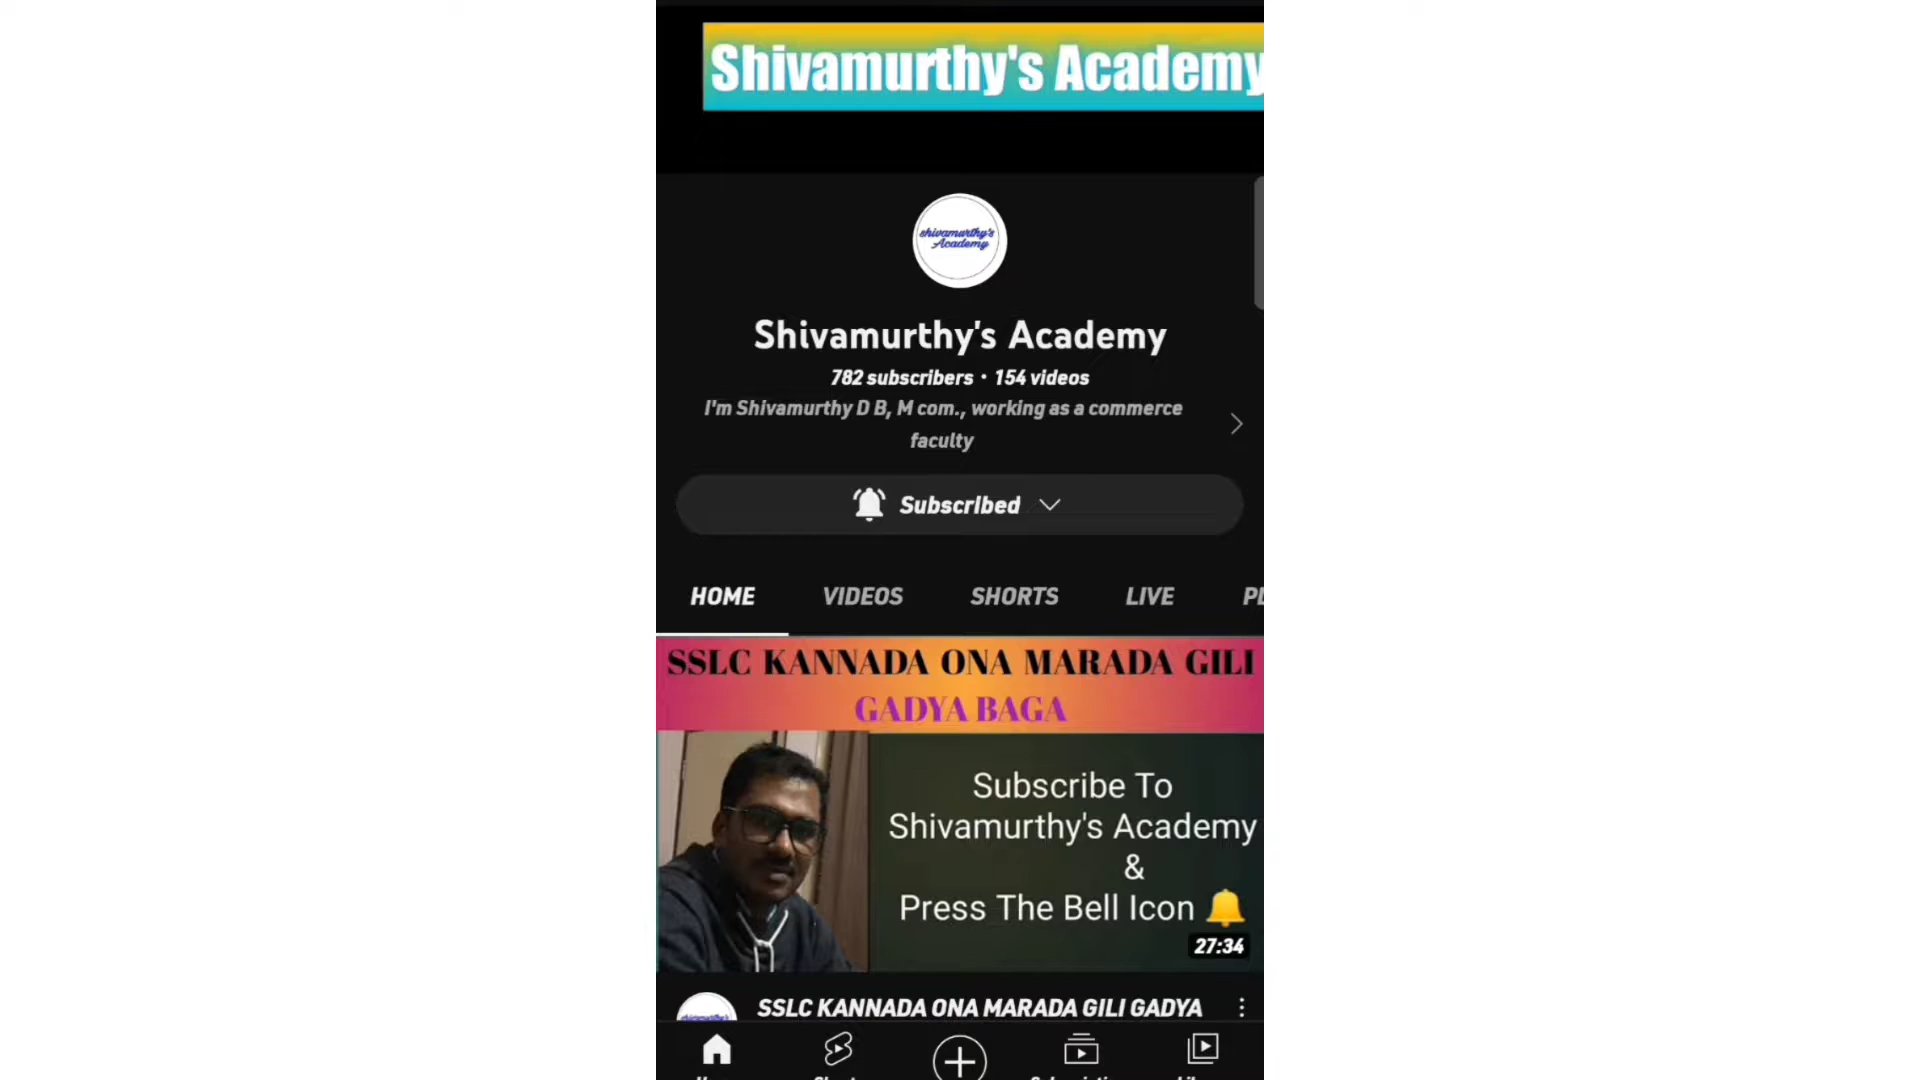 Shivamurthy's Academy
shivamurthy's
Academy
Shivamurthy's Academy
782 subscribers • 154 videos
I'm Shivamurthy D B, M com., working as a commerce
faculty
Subscribed
HOME VIDEOS SHORTS LIVE
SSLC KANNADA ONA MARADA GILI
GADYA BAGA
Subscribe To
Shivamurthy's Academy
&
Press The Bell Icon 🔔
27:34
SSLC KANNADA ONA MARADA GILI GADYA